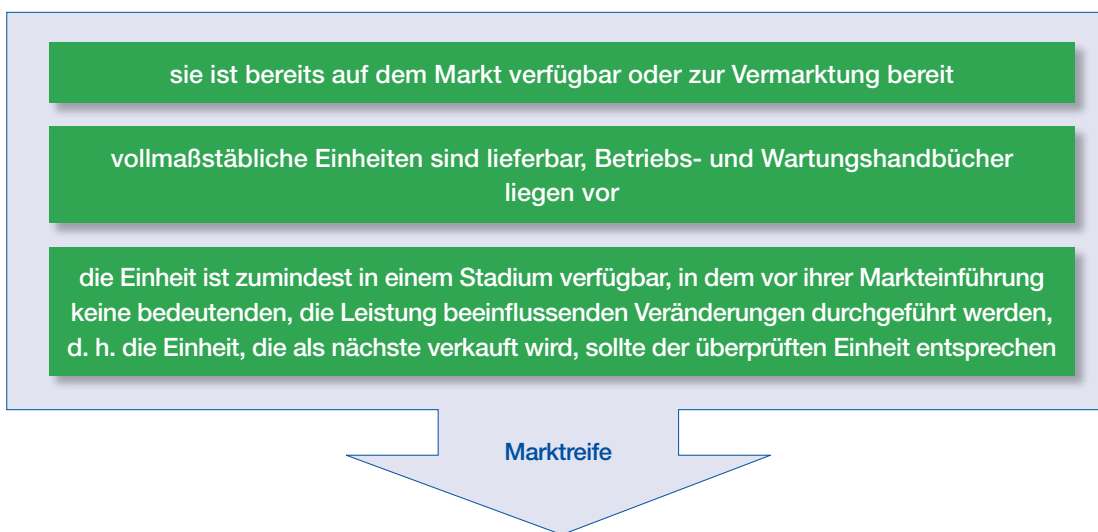 sie ist bereits auf dem Markt verfügbar oder zur Vermarktung bereit
vollmaßstäbliche Einheiten sind lieferbar, Betriebs- und Wartungshandbücher
liegen vor
die Einheit ist zumindest in einem Stadium verfügbar, in dem vor ihrer Markteinführung
keine bedeutenden, die Leistung beeinflussenden Veränderungen durchgeführt werden,
d. h. die Einheit, die als nächste verkauft wird, sollte der überprüften Einheit entsprechen
Marktreife